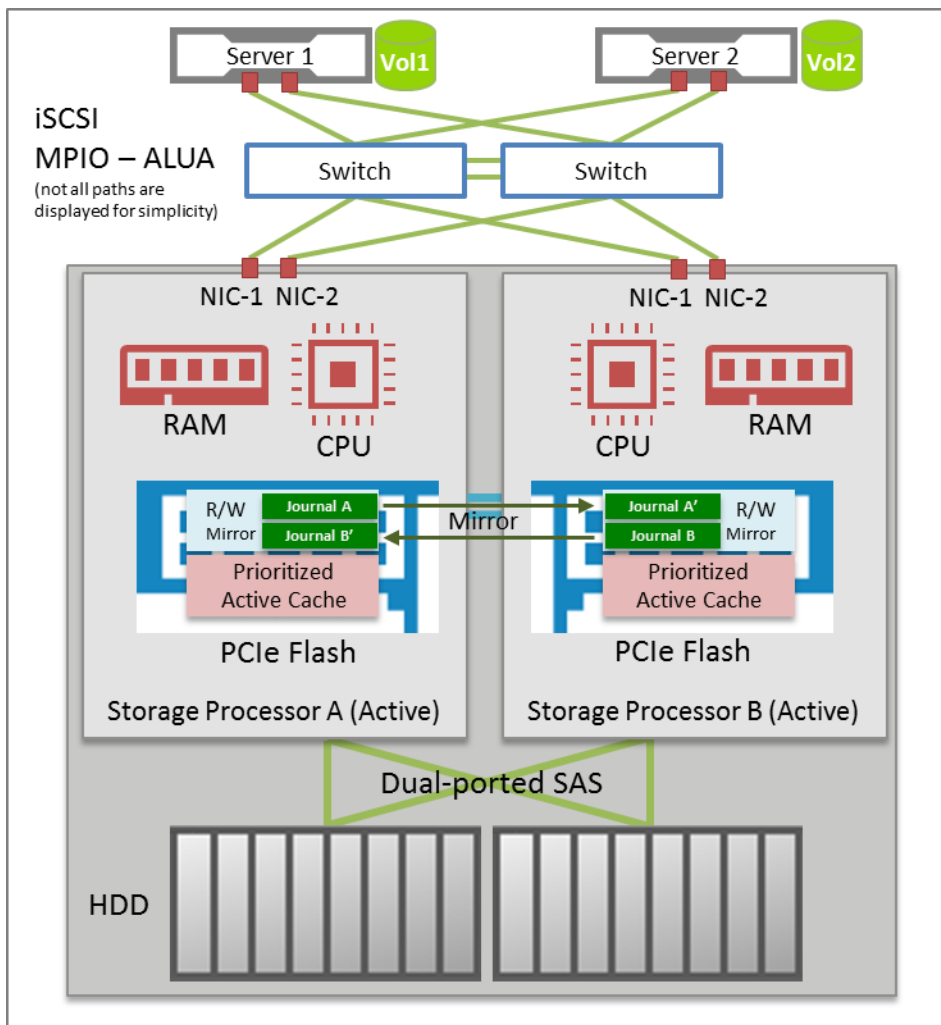 Server 1
Vol1
Server 2
Vol2
iSCSI
MPIO – ALUA
(not all paths are
displayed for simplicity)
Switch
Switch
NIC-1 NIC-2
NIC-1 NIC-2
RAM
CPU
CPU
RAM
R/W
Mirror
Journal A
Journal B’
Mirror
Journal A’
Journal B
R/W
Mirror
Prioritized
Active Cache
Prioritized
Active Cache
PCIe Flash
PCIe Flash
Storage Processor A (Active)
Storage Processor B (Active)
Dual-ported SAS
HDD